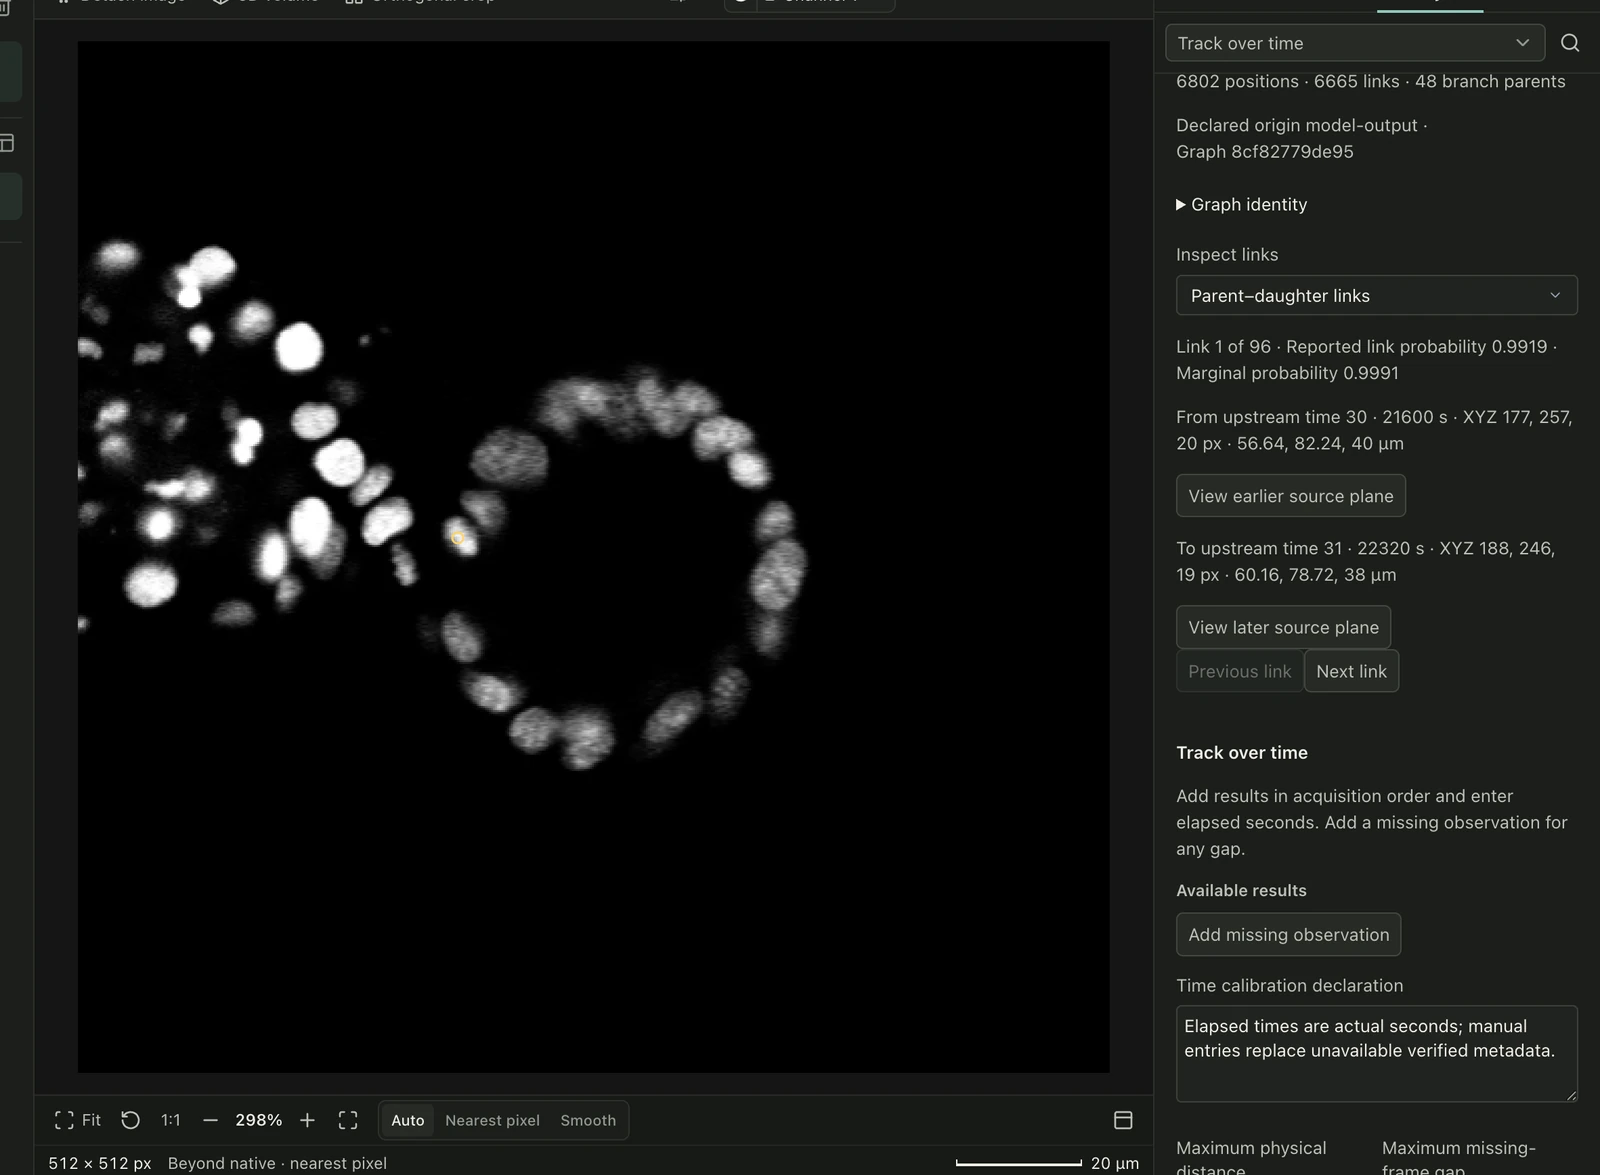 Track over time
6802 positions · 6665 links · 48 branch parents
Declared origin model-output ·
Graph 8cf82779de95
Graph identity
Inspect links
Parent–daughter links
Link 1 of 96 · Reported link probability 0.9919 ·
Marginal probability 0.9991
From upstream time 30 · 21600 s · XYZ 177, 257,
20 px · 56.64, 82.24, 40 µm
View earlier source plane
To upstream time 31 · 22320 s · XYZ 188, 246,
19 px · 60.16, 78.72, 38 µm
View later source plane
Previous link Next link
Track over time
Add results in acquisition order and enter
elapsed seconds. Add a missing observation for
any gap.
Available results
Add missing observation
Time calibration declaration
Elapsed times are actual seconds; manual
entries replace unavailable verified metadata.
Maximum physical
distance
Maximum missing-
frame gap
Fit 1:1 298% Auto Nearest pixel Smooth
512 × 512 px Beyond native · nearest pixel 20 µm